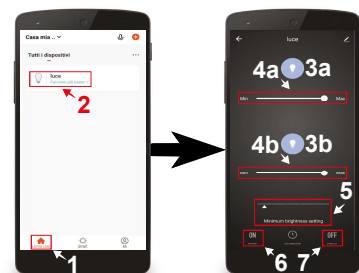 Casa mia .. ▾
Tutti i dispositivi
luce
2
1
luce
4a 3a
Min Max
4b 3b
5
Minimum brightness setting
ON OFF
6 7